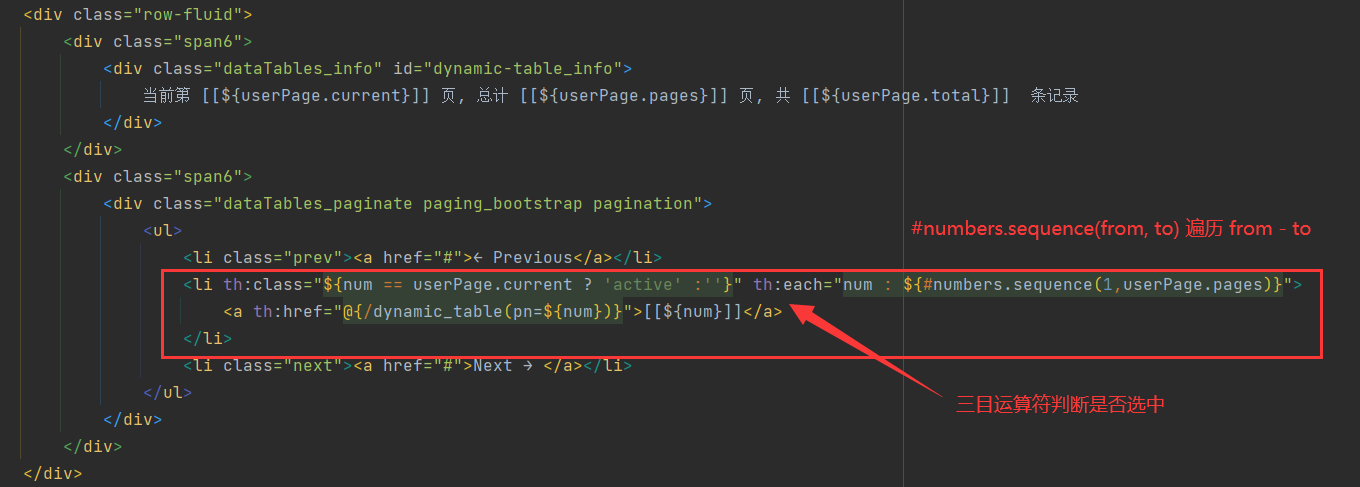 <div class="row-fluid">
<div class="span6">
<div class="dataTables_info" id="dynamic-table_info">
当前第 [[${userPage.current}]] 页, 总计 [[${userPage.pages}]] 页, 共 [[${userPage.total}]]  条记录
</div>
</div>
<div class="span6">
<div class="dataTables_paginate paging_bootstrap pagination">
<ul>
#numbers.sequence(from, to) 遍历 from - to
<li class="prev"><a href="#">← Previous</a></li>
<li th:class="${num == userPage.current ? 'active' :''}" th:each="num : ${#numbers.sequence(1,userPage.pages)}">
<a th:href="@{/dynamic_table(pn=${num})}">[[${num}]]</a>
</li>
<li class="next"><a href="#">Next → </a></li>
</ul>
三目运算符判断是否选中
</div>
</div>
</div>